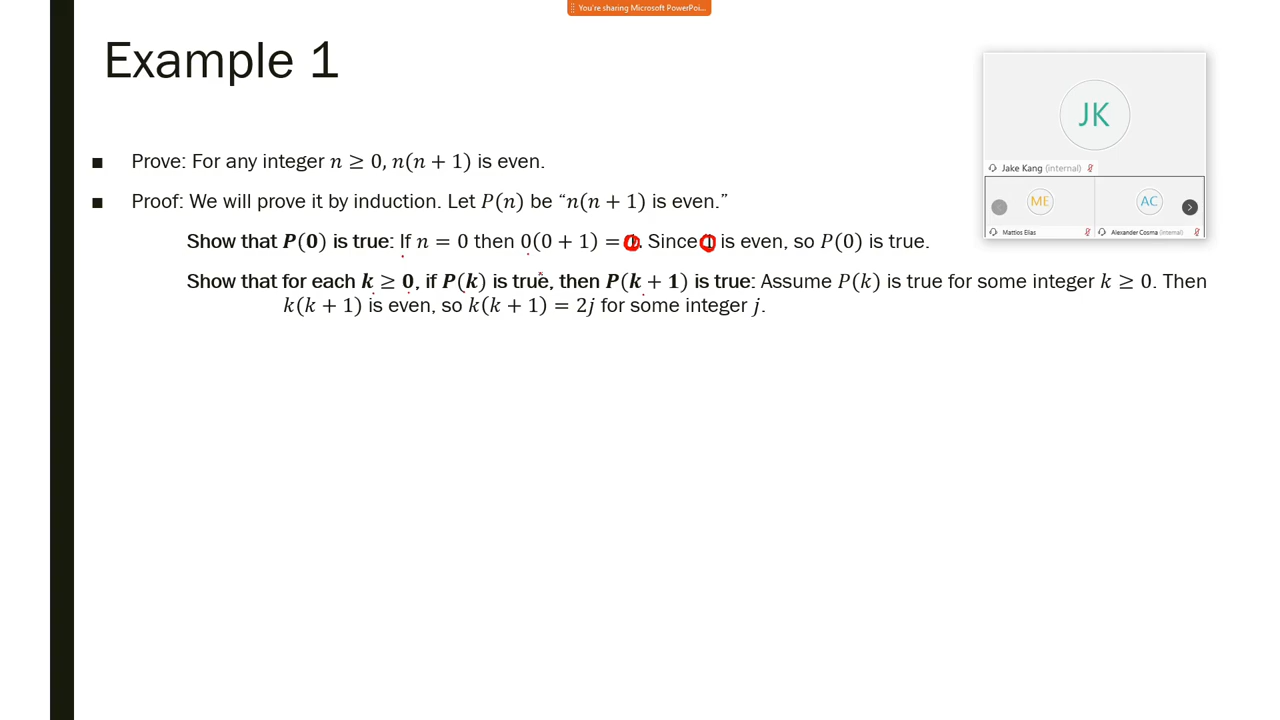 You're sharing Microsoft PowerPoi...
Example 1
JK
Jake Kang (internal)
ME
AC
Mattios Elias
Alexander Cosma (internal)
■ Prove: For any integer n ≥ 0, n(n + 1) is even.
■ Proof: We will prove it by induction. Let P(n) be “n(n + 1) is even.”
Show that P(0) is true: If n = 0 then 0(0 + 1) = 0. Since 0 is even, so P(0) is true.
Show that for each k ≥ 0, if P(k) is true, then P(k + 1) is true: Assume P(k) is true for some integer k ≥ 0. Then
k(k + 1) is even, so k(k + 1) = 2j for some integer j.